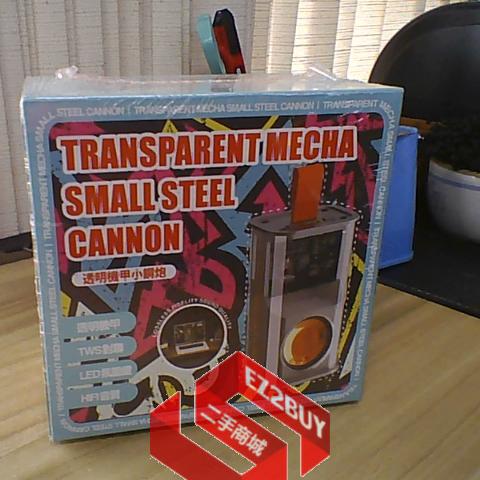 STEEL CANNON | TRANSPARENT MECHA SMALL STEEL CANNON | TRANSPARENT MECHA SMALL
TRANSPARENT MECHA
SMALL STEEL
CANNON
透明機甲小鋼炮
透明機甲
TWS對聯
LED氛圍燈
HIFI音質
EZ2BUY
二手商城